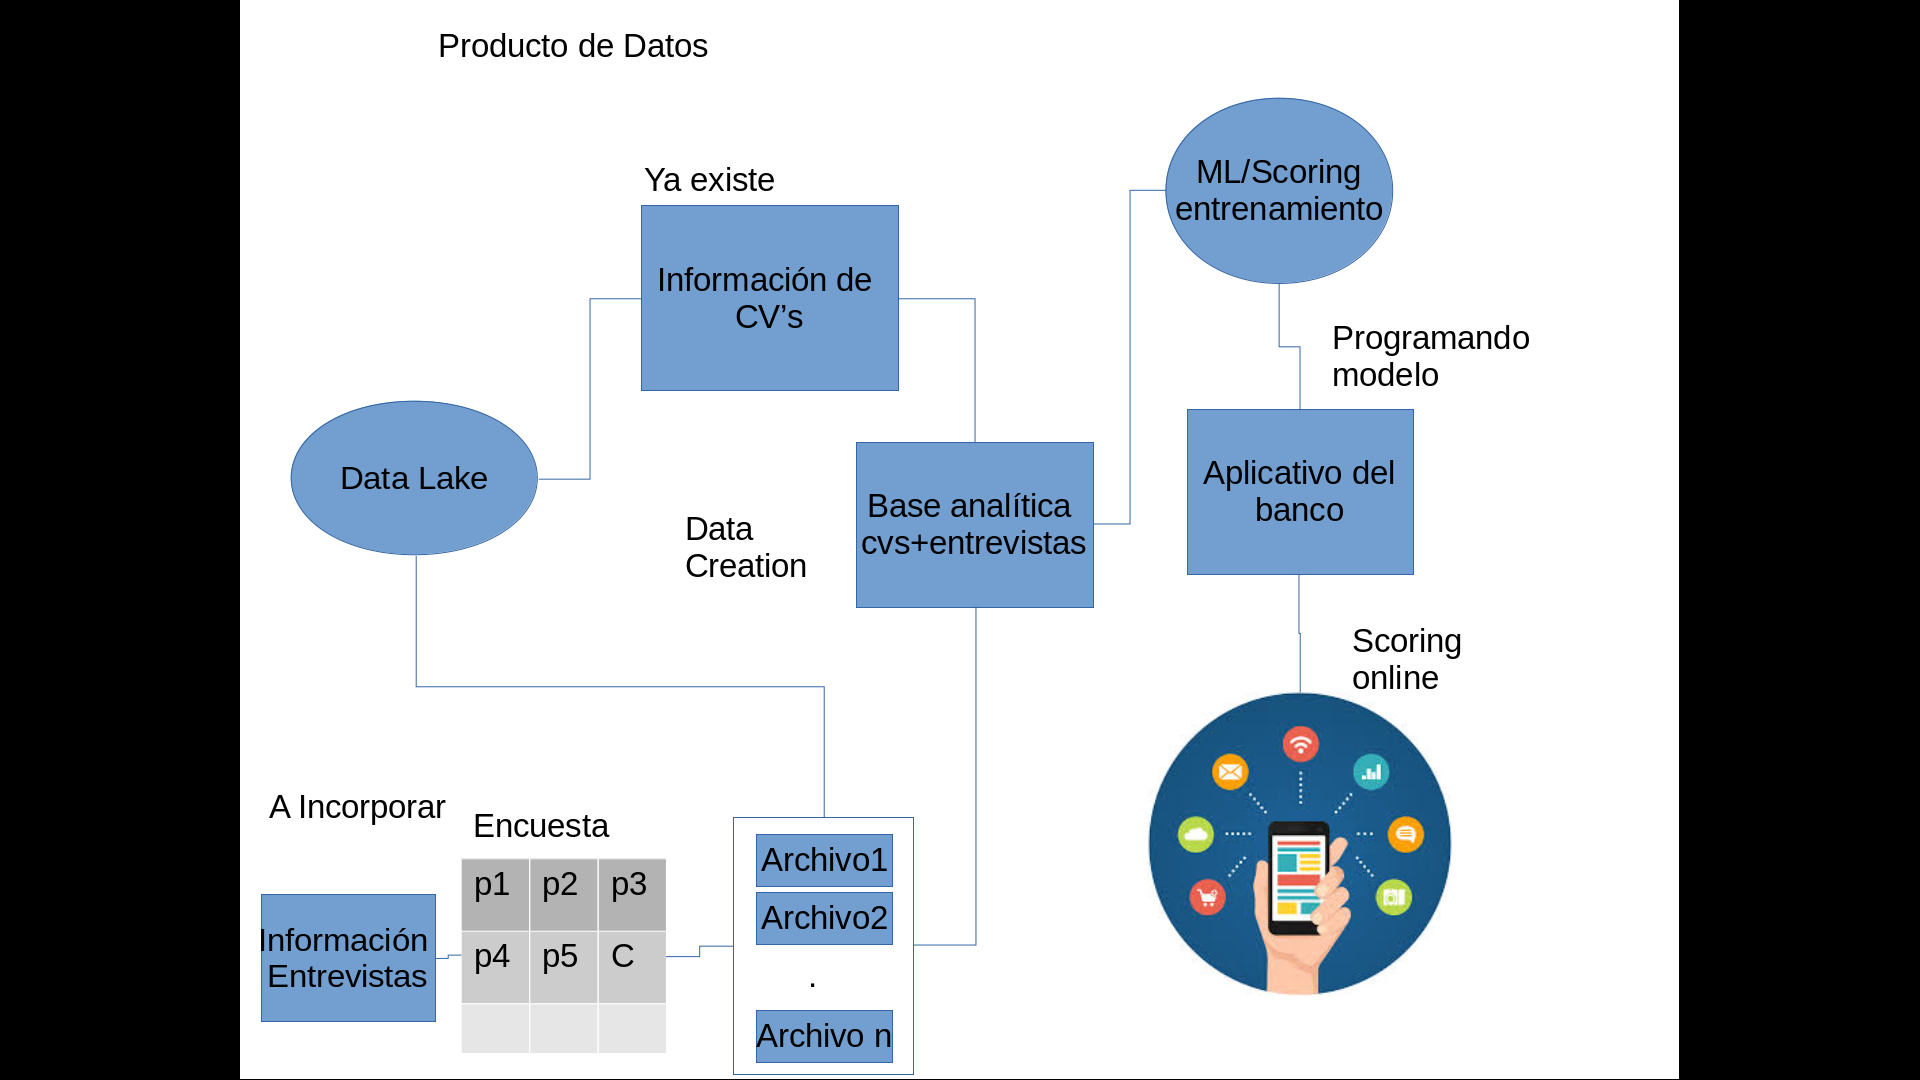 Producto de Datos
Ya existe
Información de
CV’s
ML/Scoring
entrenamiento
Programando
modelo
Data Lake
Data
Creation
Base analítica
cvs+entrevistas
Aplicativo del
banco
Scoring
online
A Incorporar
Encuesta
Información
Entrevistas
p1 p2 p3
p4 p5 C
Archivo1
Archivo2
.
Archivo n